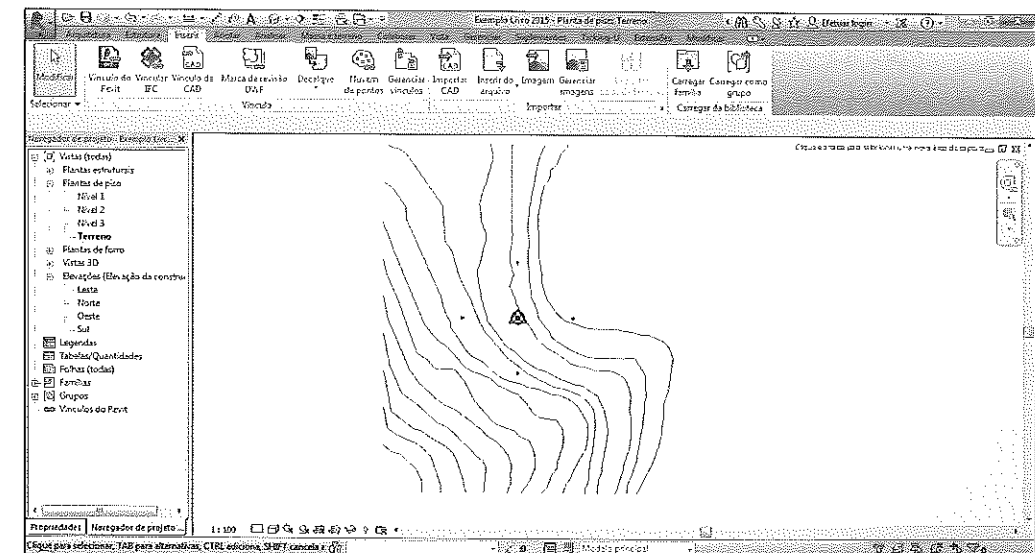 Exemplo Livro 2015 - Planta de piso: Terreno
Efetuar login
Arquitetura Estrutura Inserir Anotar Analisar Massa e terreno Colaborar Vista Gerenciar Extensões Modificar
Modificar
Vínculo do Revit
Vincular IFC
Vínculo do CAD
Marca de revisão DWF
Decalque
Nuvem de pontos
Gerenciar vínculos
Importar CAD
Inserir do arquivo
Imagem
Gerenciar imagens
Carregar família
Carregar como grupo
Selecionar
Vínculo
Importar
Carregar da biblioteca
Navegador de projeto - Exemplo Livr...
Vistas (todas)
Plantas estruturais
Plantas de piso
Nível 1
Nível 2
Nível 3
Terreno
Plantas de forro
Vistas 3D
Elevações (Elevação da constru
Leste
Norte
Oeste
Sul
Legendas
Tabelas/Quantidades
Folhas (todas)
Famílias
Grupos
Vínculos do Revit
Propriedades
Navegador de projeto
1 : 100
Clique para selecionar, TAB para alternativas, CTRL adiciona, SHIFT cancela
:0
Modelo principal